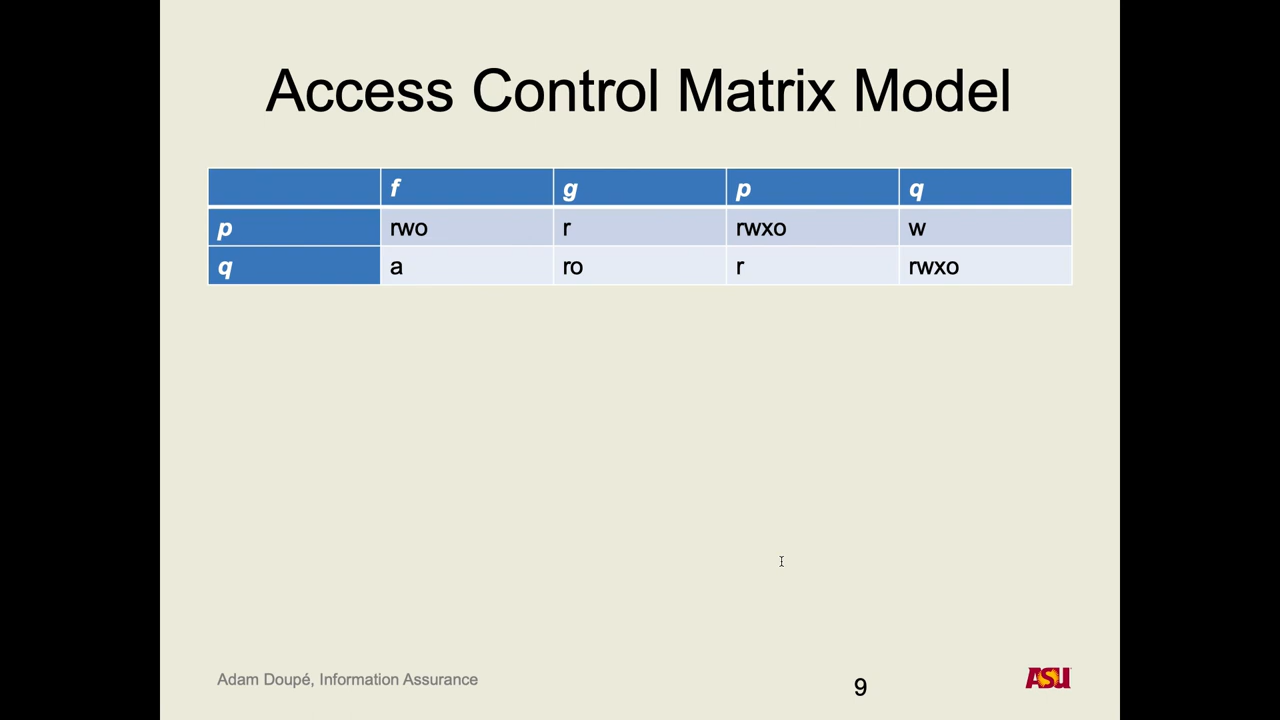 Access Control Matrix Model
f g p q
p rwo r rwxo w
q a ro r rwxo
Adam Doupé, Information Assurance
9
ASU